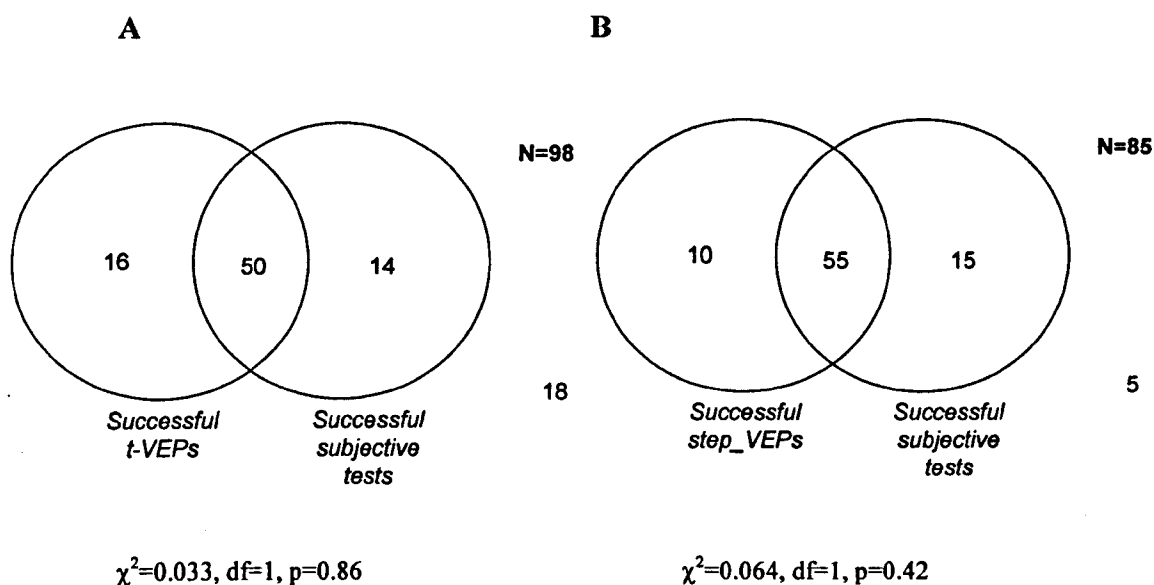 A
B
N=98
N=85
16
50
14
10
55
15
18
5
Successful
t-VEPs
Successful
subjective
tests
Successful
step_VEPs
Successful
subjective
tests
χ²=0.033, df=1, p=0.86
χ²=0.064, df=1, p=0.42